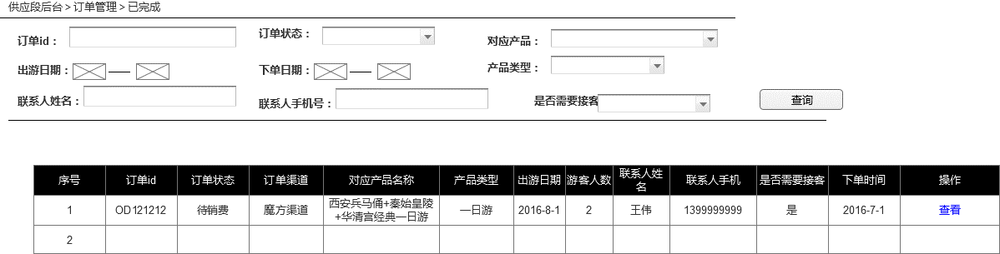 供应段后台 > 订单管理 > 已完成
订单id： 订单状态： 对应产品：
出游日期： 下单日期： 产品类型：
联系人姓名： 联系人手机号： 是否需要接客 查询
序号 订单id 订单状态 订单渠道 对应产品名称 产品类型 出游日期 游客人数 联系人姓名 联系人手机 是否需要接客 下单时间 操作
1 OD121212 待销费 魔方渠道 西安兵马俑+秦始皇陵+华清宫经典一日游 一日游 2016-8-1 2 王伟 1399999999 是 2016-7-1 查看
2